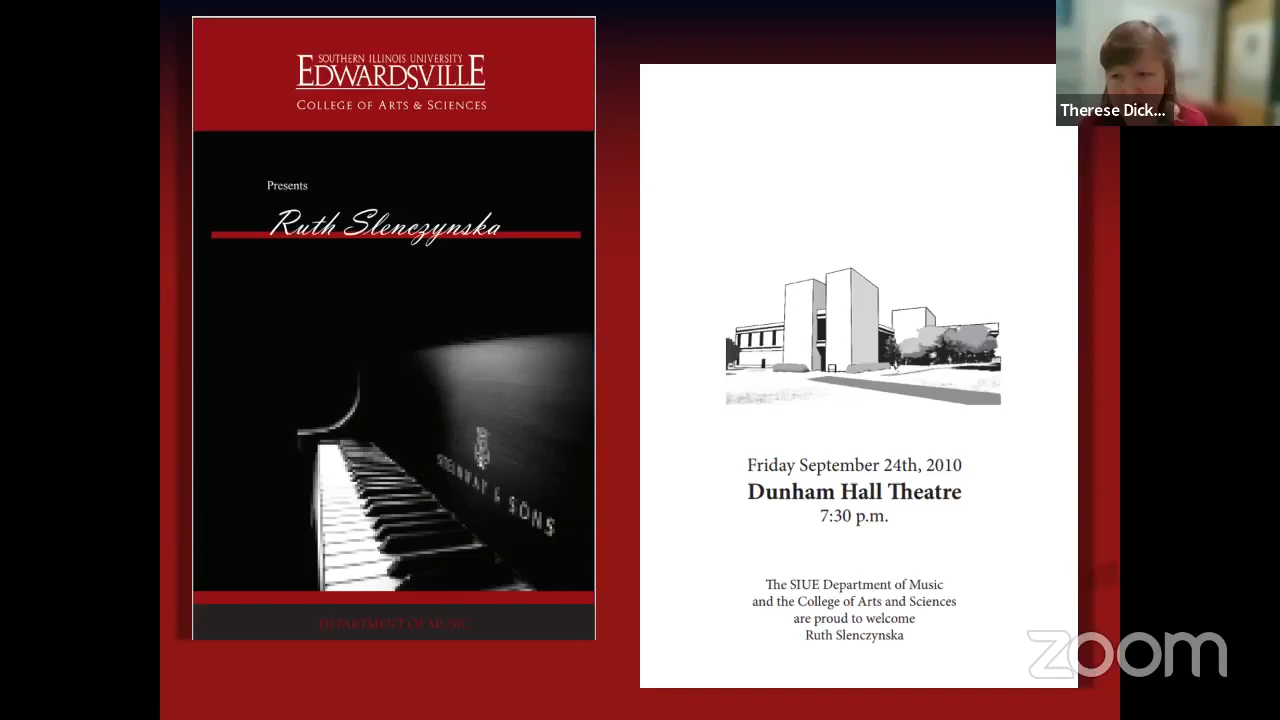 SOUTHERN ILLINOIS UNIVERSITY
EDWARDSVILLE
COLLEGE OF ARTS & SCIENCES
Presents
Ruth Slenczynska
STEINWAY & SONS
DEPARTMENT OF MUSIC
Friday September 24th, 2010
Dunham Hall Theatre
7:30 p.m.
The SIUE Department of Music
and the College of Arts and Sciences
are proud to welcome
Ruth Slenczynska
Therese Dick...
zoom